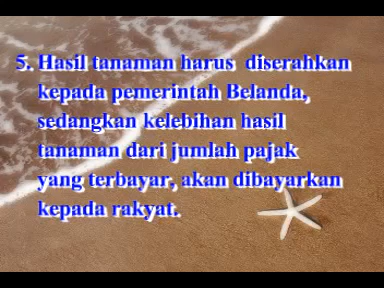 5. Hasil tanaman harus diserahkan
kepada pemerintah Belanda,
sedangkan kelebihan hasil
tanaman dari jumlah pajak
yang terbayar, akan dibayarkan
kepada rakyat.